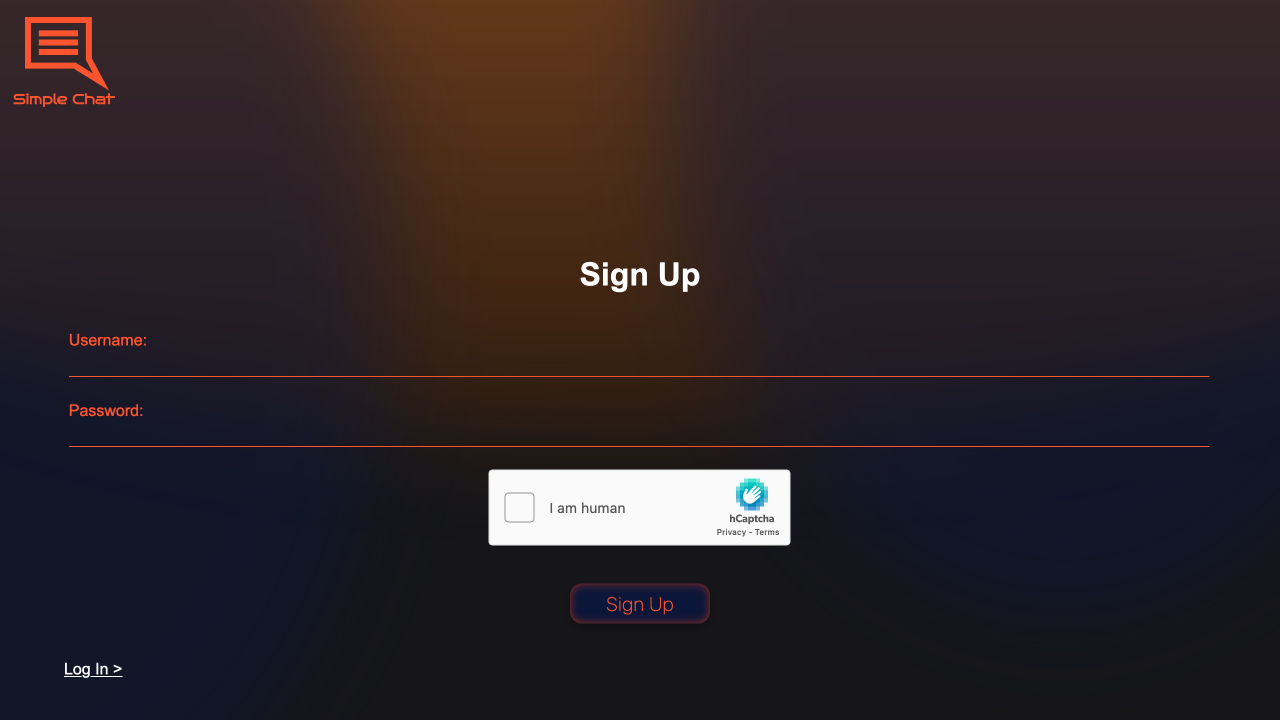 Simple Chat
Sign Up
Username:
Password:
I am human
hCaptcha
Privacy - Terms
Sign Up
Log In >